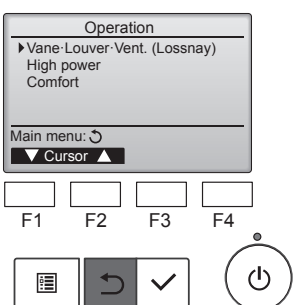 Operation
Vane·Louver·Vent. (Lossnay)
High power
Comfort
Main menu:
Cursor
F1 F2 F3 F4